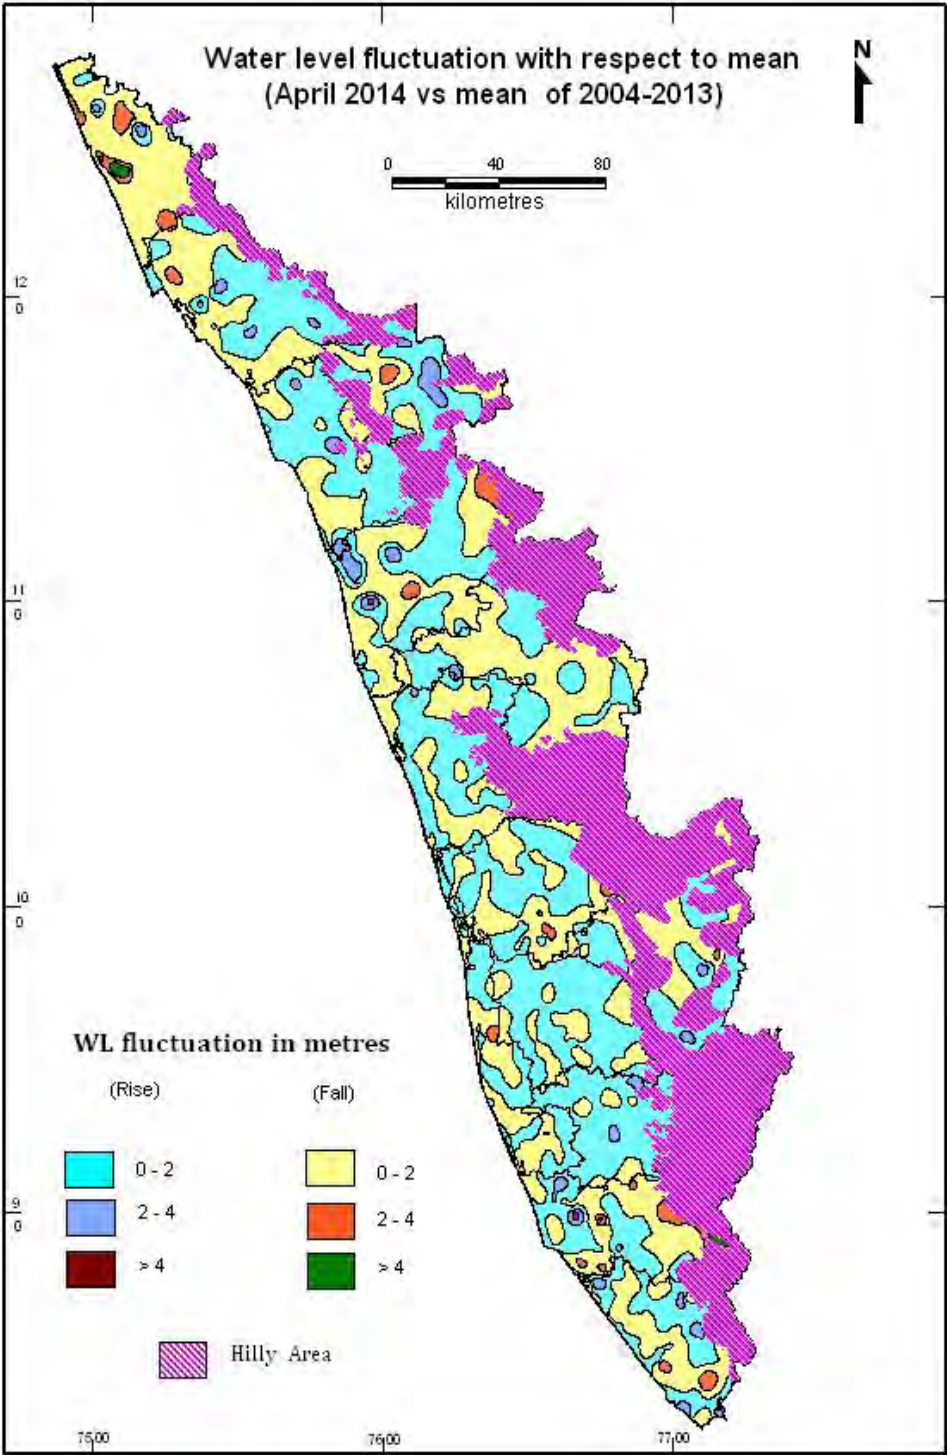 Water level fluctuation with respect to mean
(April 2014 vs mean of 2004-2013)
N
0 40 80
kilometres
12
0
11
0
10
0
9
0
WL fluctuation in metres
(Rise) (Fall)
0 - 2 0 - 2
2 - 4 2 - 4
> 4 > 4
Hilly Area
75 00 76 00 77 00